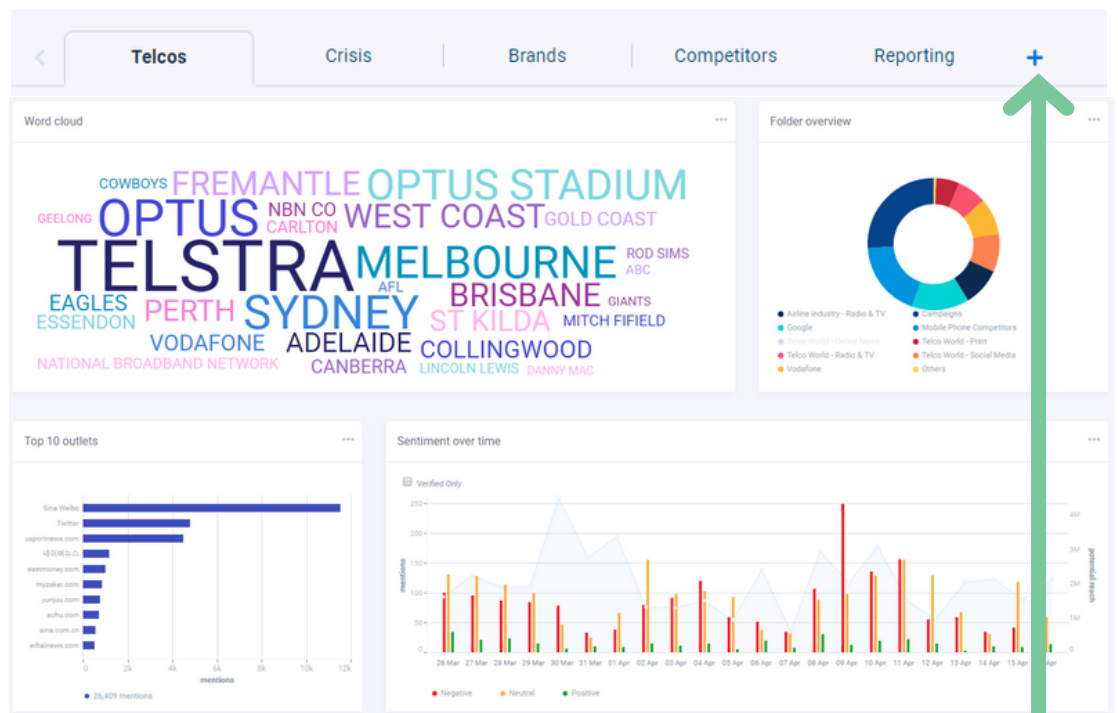 Telcos Crisis Brands Competitors Reporting +
Word cloud
COWBOYS FREMANTLE OPTUS STADIUM
GEELONG OPTUS NBN CO WEST COAST GOLD COAST
CARLTON
TELSTRA MELBOURNE ROD SIMS
ABC
AFL
EAGLES PERTH SYDNEY BRISBANE GIANTS
ESSENDON ST KILDA MITCH FIFIELD
VODAFONE ADELAIDE COLLINGWOOD
NATIONAL BROADBAND NETWORK CANBERRA LINCOLN LEWIS DANNY MAC
Folder overview
Airline industry - Radio & TV Campaigns
Google Mobile Phone Competitors
Telco World - Online News Telco World - Print
Telco World - Radio & TV Telco World - Social Media
Vodafone Others
Top 10 outlets
Sina Weibo
Twitter
eastmoney.com
myzaker.com
yunjuu.com
sohu.com
sina.com.cn
erhainews.com
0 2k 4k 6k 8k 10k 12k
mentions
26,409 mentions
Sentiment over time
Verified Only
mentions
250
200
150
100
50
0
4M
3M
2M
1M
0
potential reach
26 Mar 27 Mar 28 Mar 29 Mar 30 Mar 31 Mar 01 Apr 02 Apr 03 Apr 04 Apr 05 Apr 06 Apr 07 Apr 08 Apr 09 Apr 10 Apr 11 Apr 12 Apr 13 Apr 14 Apr 15 Apr
Negative Neutral Positive